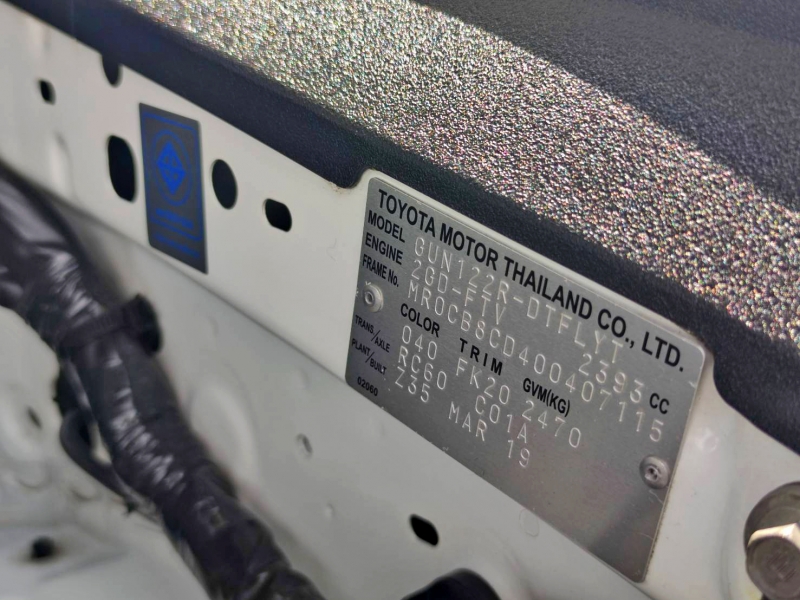 TOYOTA MOTOR THAILAND CO., LTD.
MODEL GUN122R-DTFLYT
ENGINE 2GD-FTV 2393 CC
FRAME No. MR0CB8CD400407115
COLOR TRIM GVM(KG)
040 FK20 2470
TRANS/AXLE RC60 C01A
PLANT/BUILT Z35 MAR 19
02060